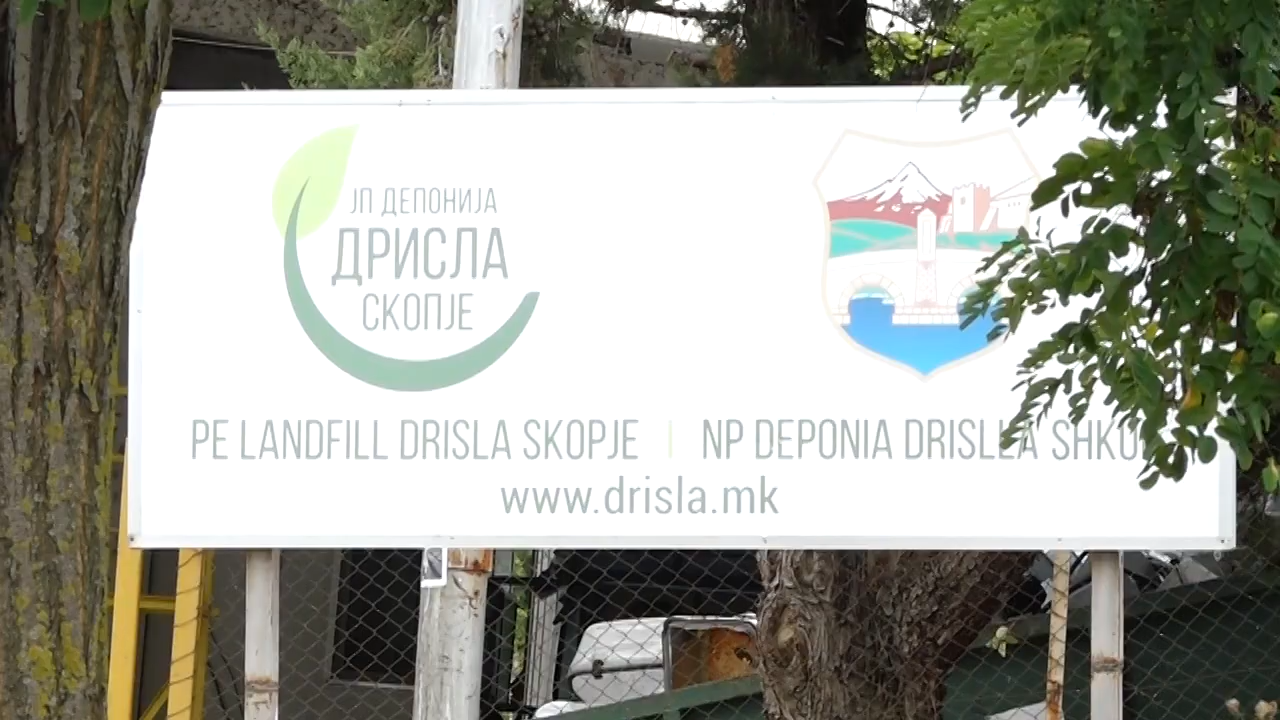 ЈП ДЕПОНИЈА
ДРИСЛА
СКОПЈЕ
PE LANDFILL DRISLA SKOPJE | NP DEPONIA DRISLLA
www.drisla.mk